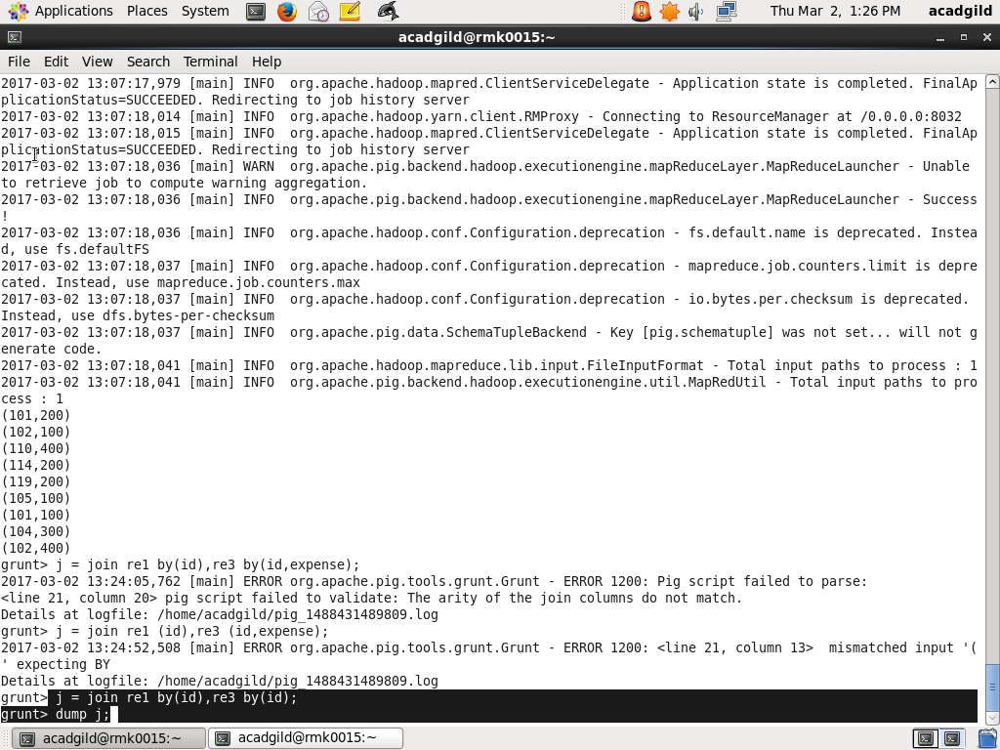 Applications Places System Thu Mar 2, 1:26 PM acadgild
acadgild@rmk0015:~
File Edit View Search Terminal Help
2017-03-02 13:07:17,979 [main] INFO  org.apache.hadoop.mapred.ClientServiceDelegate - Application state is completed. FinalAp
plicationStatus=SUCCEEDED. Redirecting to job history server
2017-03-02 13:07:18,014 [main] INFO  org.apache.hadoop.yarn.client.RMProxy - Connecting to ResourceManager at /0.0.0.0:8032
2017-03-02 13:07:18,015 [main] INFO  org.apache.hadoop.mapred.ClientServiceDelegate - Application state is completed. FinalAp
plicationStatus=SUCCEEDED. Redirecting to job history server
2017-03-02 13:07:18,036 [main] WARN  org.apache.pig.backend.hadoop.executionengine.mapReduceLayer.MapReduceLauncher - Unable
to retrieve job to compute warning aggregation.
2017-03-02 13:07:18,036 [main] INFO  org.apache.pig.backend.hadoop.executionengine.mapReduceLayer.MapReduceLauncher - Success
!
2017-03-02 13:07:18,036 [main] INFO  org.apache.hadoop.conf.Configuration.deprecation - fs.default.name is deprecated. Instea
d, use fs.defaultFS
2017-03-02 13:07:18,037 [main] INFO  org.apache.hadoop.conf.Configuration.deprecation - mapreduce.job.counters.limit is depre
cated. Instead, use mapreduce.job.counters.max
2017-03-02 13:07:18,037 [main] INFO  org.apache.hadoop.conf.Configuration.deprecation - io.bytes.per.checksum is deprecated.
Instead, use dfs.bytes-per-checksum
2017-03-02 13:07:18,037 [main] INFO  org.apache.pig.data.SchemaTupleBackend - Key [pig.schematuple] was not set... will not g
enerate code.
2017-03-02 13:07:18,041 [main] INFO  org.apache.hadoop.mapreduce.lib.input.FileInputFormat - Total input paths to process : 1
2017-03-02 13:07:18,041 [main] INFO  org.apache.pig.backend.hadoop.executionengine.util.MapRedUtil - Total input paths to pro
cess : 1
(101,200)
(102,100)
(110,400)
(114,200)
(119,200)
(105,100)
(101,100)
(104,300)
(102,400)
grunt> j = join re1 by(id),re3 by(id,expense);
2017-03-02 13:24:05,762 [main] ERROR org.apache.pig.tools.grunt.Grunt - ERROR 1200: Pig script failed to parse:
<line 21, column 20> pig script failed to validate: The arity of the join columns do not match.
Details at logfile: /home/acadgild/pig_1488431489809.log
grunt> j = join re1 (id),re3 (id,expense);
2017-03-02 13:24:52,508 [main] ERROR org.apache.pig.tools.grunt.Grunt - ERROR 1200: <line 21, column 13>  mismatched input '(
' expecting BY
Details at logfile: /home/acadgild/pig_1488431489809.log
grunt> j = join re1 by(id),re3 by(id);
grunt> dump j;
acadgild@rmk0015:~ acadgild@rmk0015:~